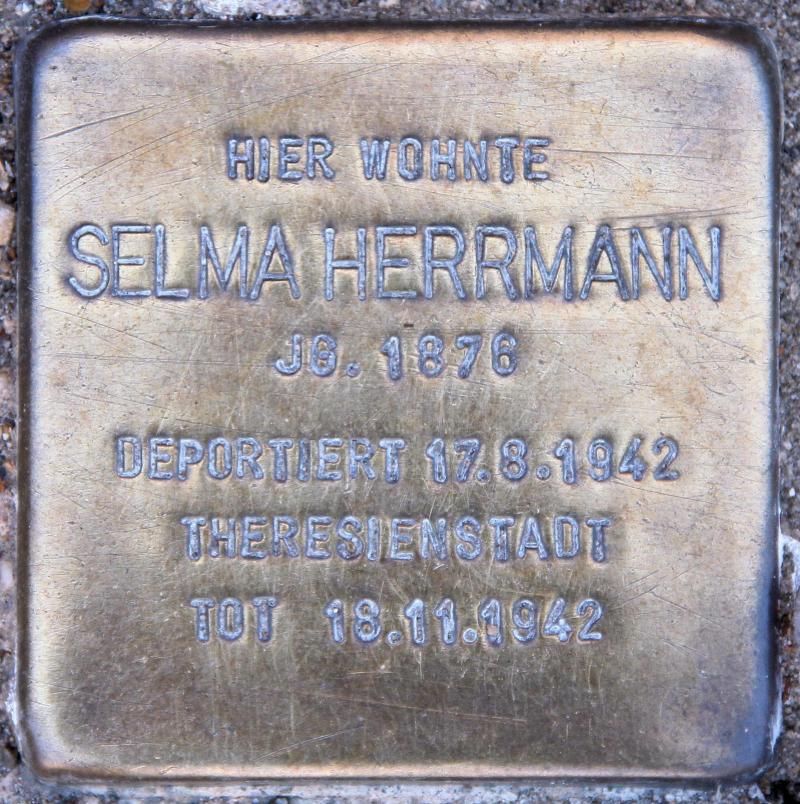 HIER WOHNTE
SELMA HERRMANN
JG. 1876
DEPORTIERT 17.8.1942
THERESIENSTADT
TOT 18.11.1942